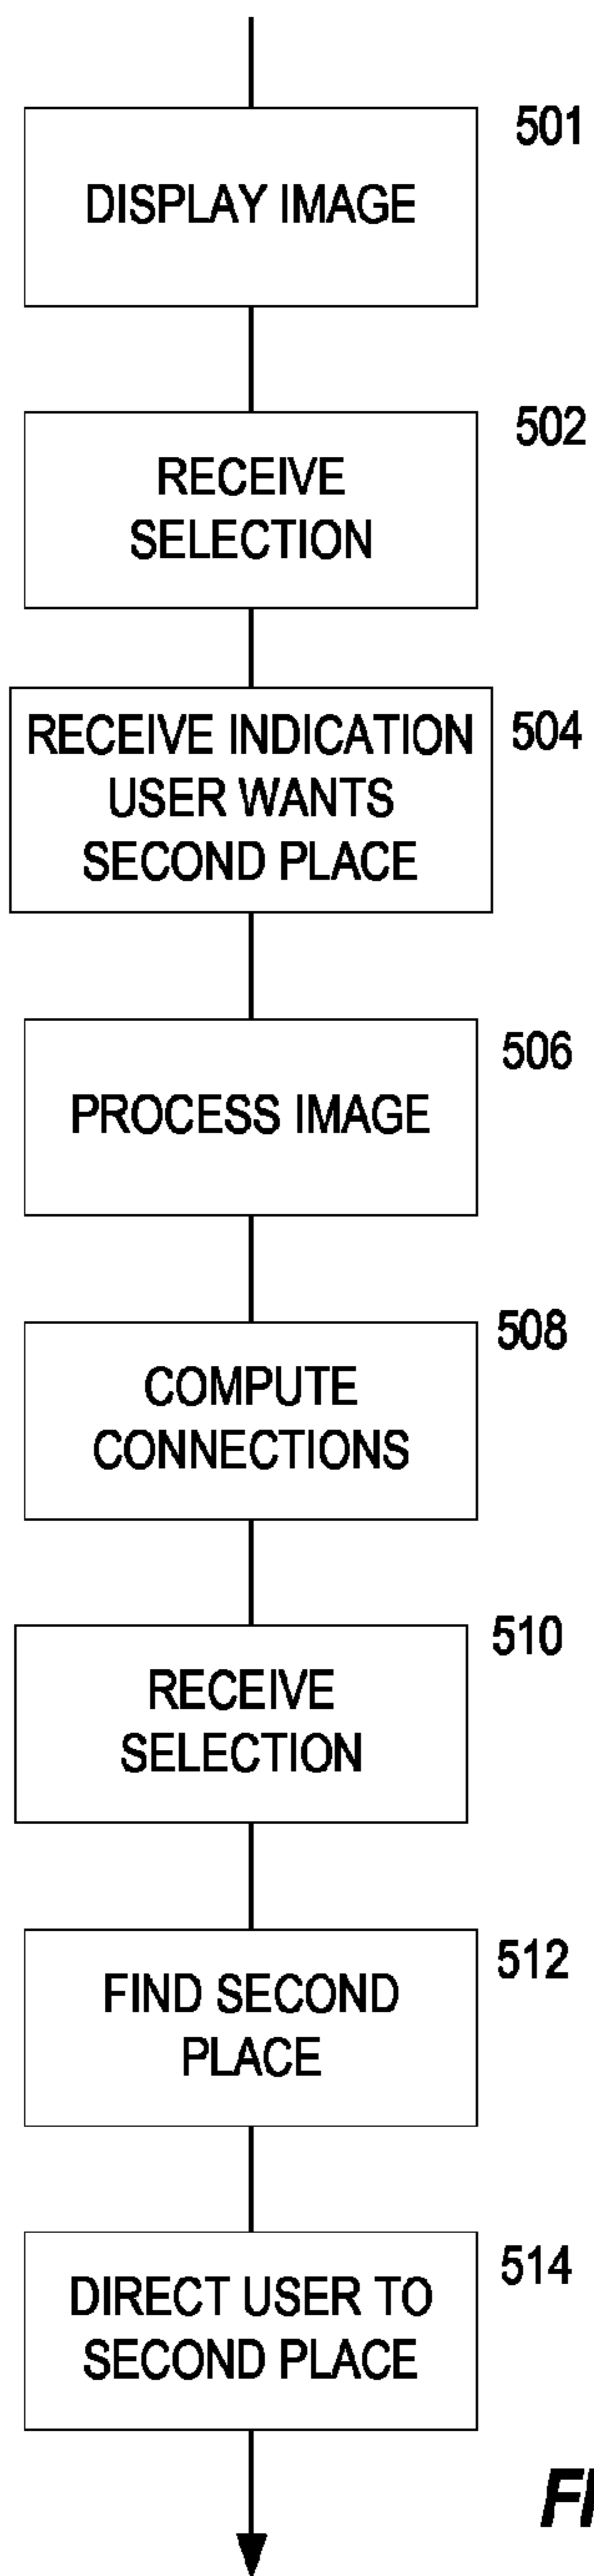 501
DISPLAY IMAGE
502
RECEIVE
SELECTION
504
RECEIVE INDICATION
USER WANTS
SECOND PLACE
506
PROCESS IMAGE
508
COMPUTE
CONNECTIONS
510
RECEIVE
SELECTION
512
FIND SECOND
PLACE
514
DIRECT USER TO
SECOND PLACE